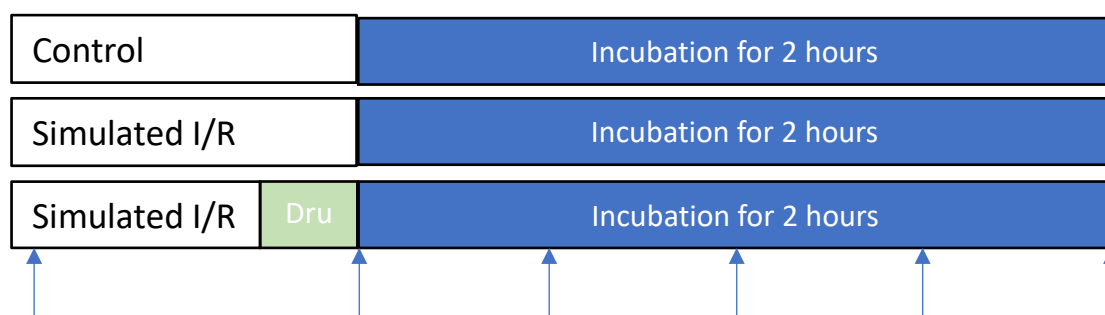 Control
Incubation for 2 hours
Simulated I/R
Incubation for 2 hours
Simulated I/R
Dru
Incubation for 2 hours